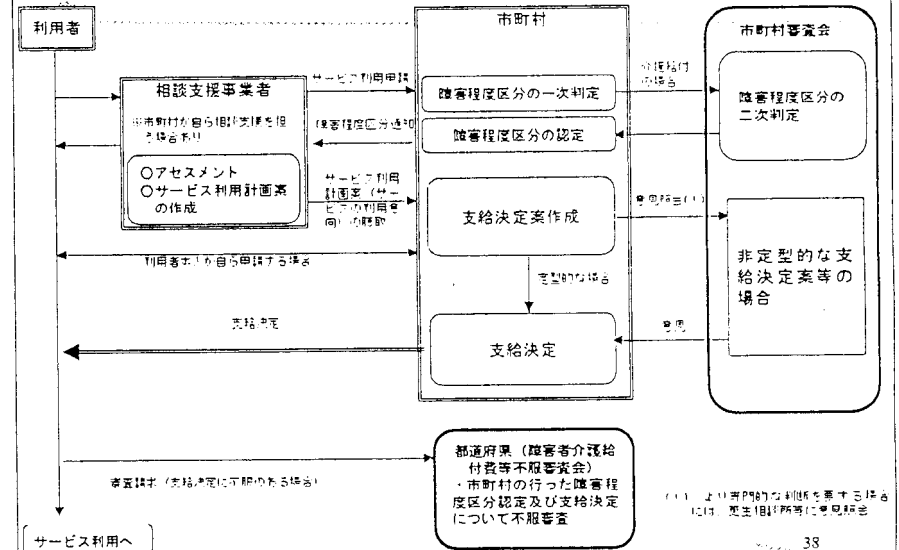 利用者
市町村
市町村審査会
相談支援事業者
※市町村が自ら相談支援を担
う場合あり
○アセスメント
○サービス利用計画案
の作成
サービス利用申請
障害程度区分通知
サービス利用
計画案(サー
ビスの利用意
向)の聴取
障害程度区分の一次判定
障害程度区分の認定
介護給付
の場合
障害程度区分の
二次判定
支給決定案作成
意見照会
非定型的な支
給決定案等の
場合
利用者本人が自ら申請する場合
定型的な場合
支給決定
支給決定
意見
都道府県(障害者介護給
付費等不服審査会)
・市町村の行った障害程
度区分認定及び支給決定
について不服審査
審査請求(支給決定に不服のある場合)
より専門的な判断を要する場合
には、更生相談所等に意見照会
サービス利用へ
38